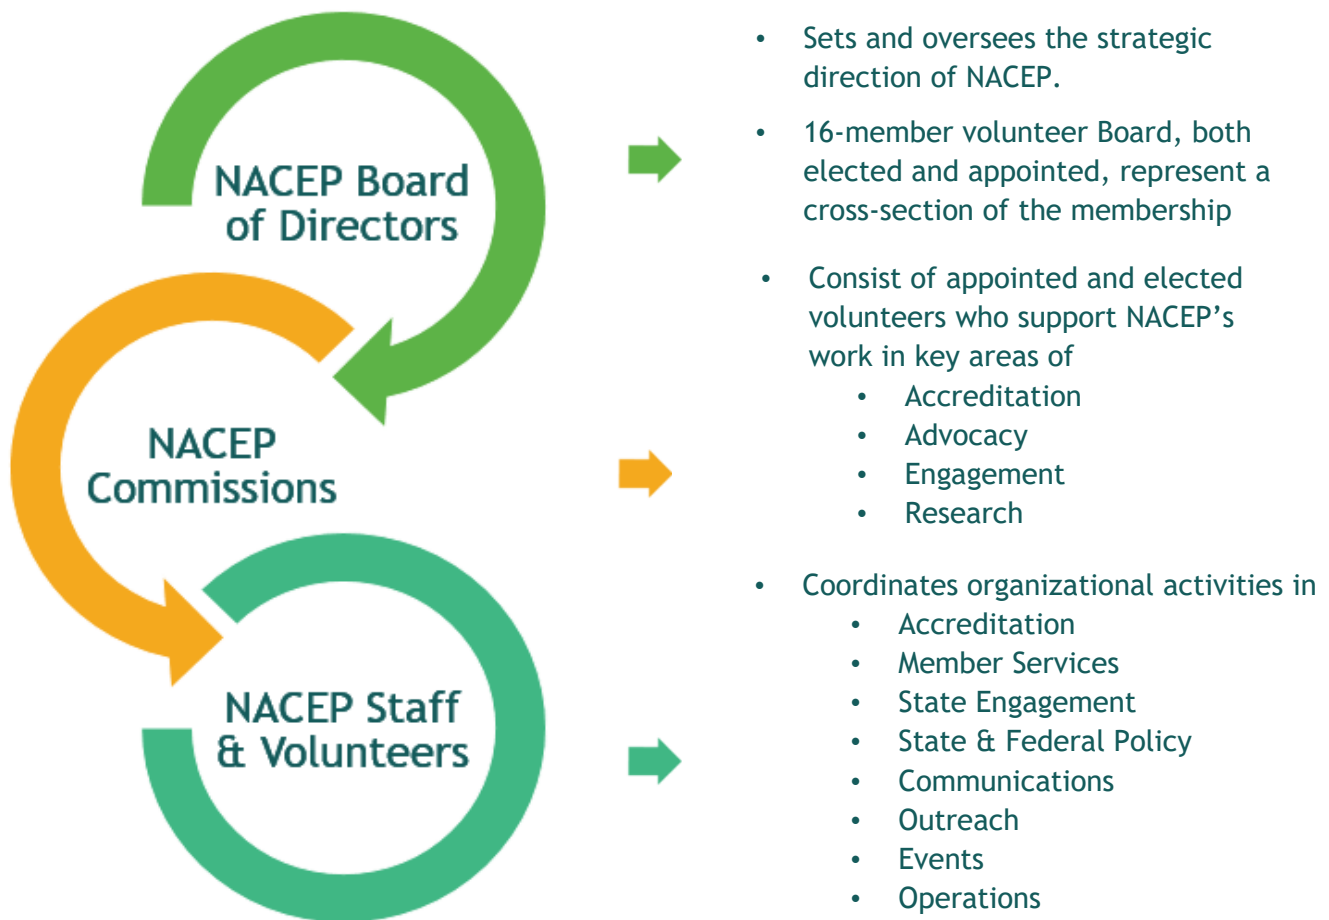 NACEP Board
of Directors
• Sets and oversees the strategic
direction of NACEP.
• 16-member volunteer Board, both
elected and appointed, represent a
cross-section of the membership
NACEP
Commissions
• Consist of appointed and elected
volunteers who support NACEP’s
work in key areas of
• Accreditation
• Advocacy
• Engagement
• Research
NACEP Staff
& Volunteers
• Coordinates organizational activities in
• Accreditation
• Member Services
• State Engagement
• State & Federal Policy
• Communications
• Outreach
• Events
• Operations